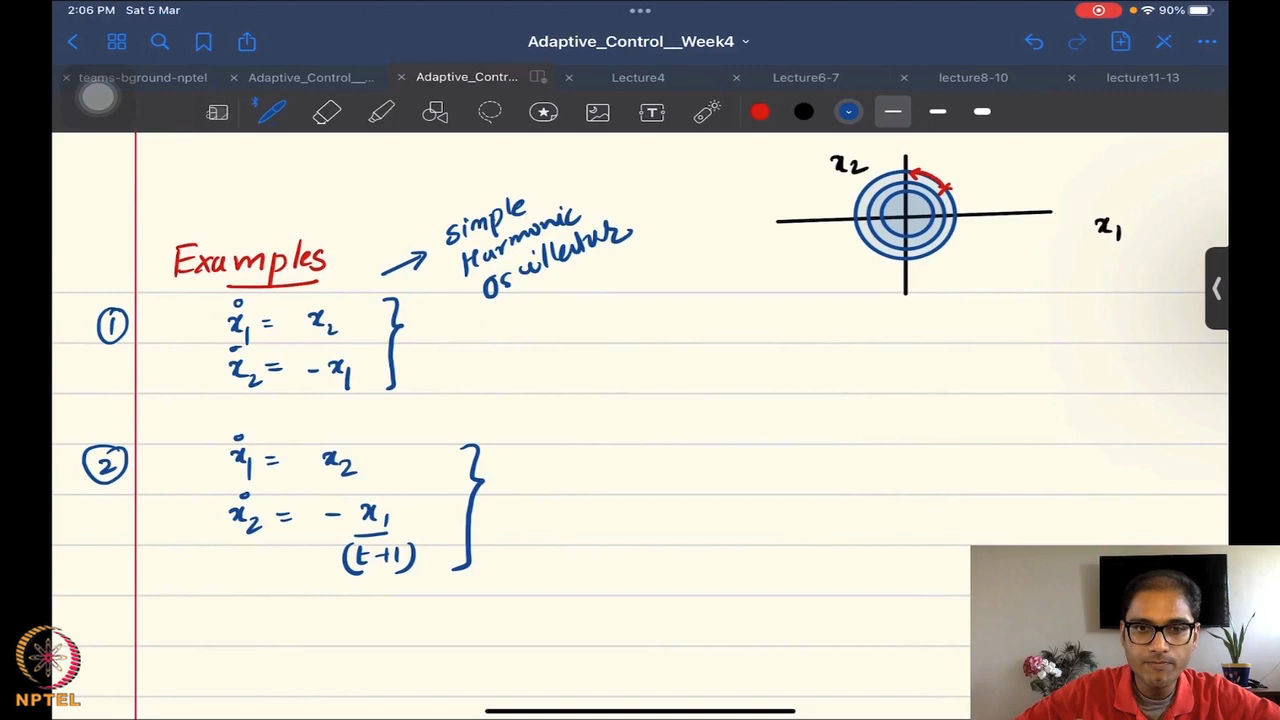 2:06 PM Sat 5 Mar
90%
Adaptive_Control__Week4
teams-bground-nptel
Adaptive_Control__...
Adaptive_Contr...
Lecture4
Lecture6-7
lecture8-10
lecture11-13
x₂
x₁
Simple
Harmonic
Oscillator
Examples
① ẋ₁ = x₂
ẋ₂ = -x₁
② ẋ₁ = x₂
ẋ₂ = - x₁
(t+1)
NPTEL